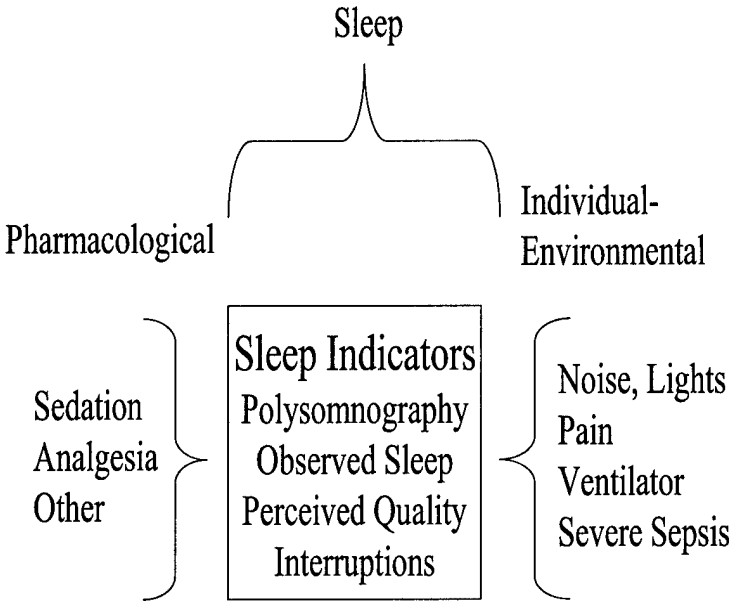 Sleep
Pharmacological
Individual-
Environmental
Sedation
Analgesia
Other
Sleep Indicators
Polysomnography
Observed Sleep
Perceived Quality
Interruptions
Noise, Lights
Pain
Ventilator
Severe Sepsis